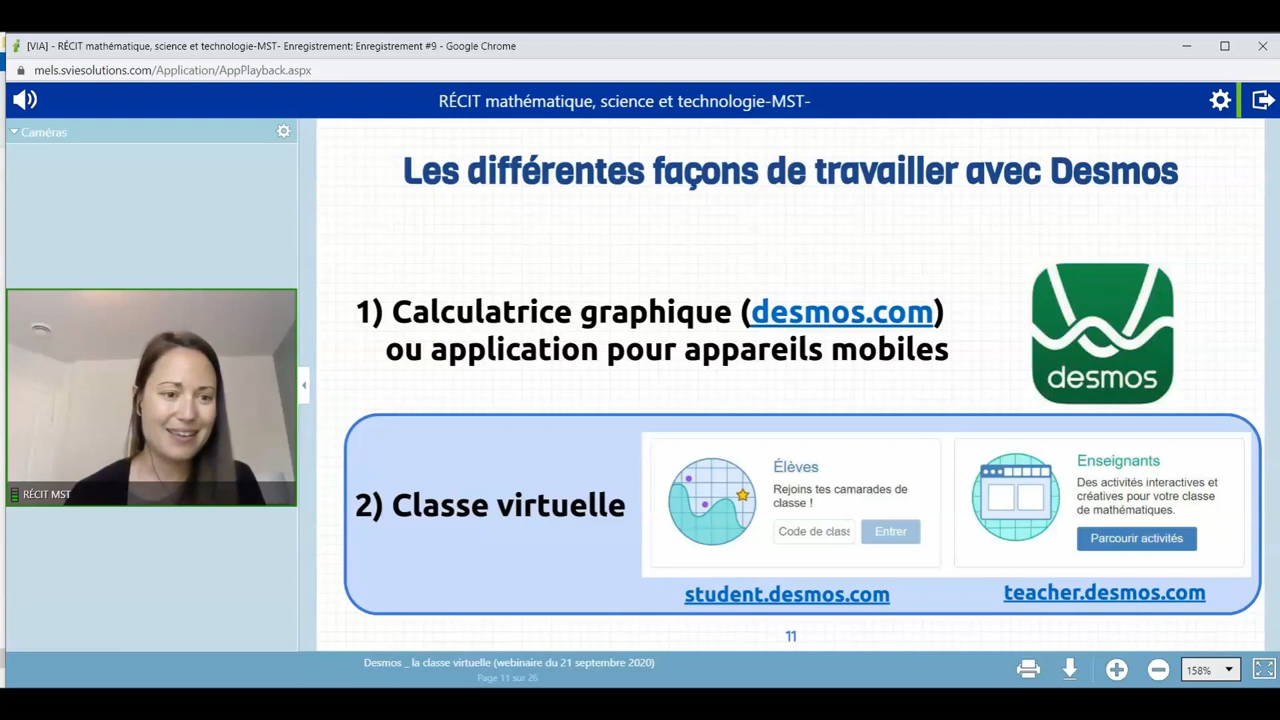 [VIA] - RÉCIT mathématique, science et technologie-MST- Enregistrement: Enregistrement #9 - Google Chrome
mels.sviesolutions.com/Application/AppPlayback.aspx
RÉCIT mathématique, science et technologie-MST-
Caméras
Les différentes façons de travailler avec Desmos
1) Calculatrice graphique (desmos.com)
ou application pour appareils mobiles
desmos
RÉCIT MST
2) Classe virtuelle
Élèves
Rejoins tes camarades de
classe !
Code de class
Entrer
student.desmos.com
Enseignants
Des activités interactives et
créatives pour votre classe
de mathématiques.
Parcourir activités
teacher.desmos.com
11
Desmos _ la classe virtuelle (webinaire du 21 septembre 2020)
Page 11 sur 26
158%